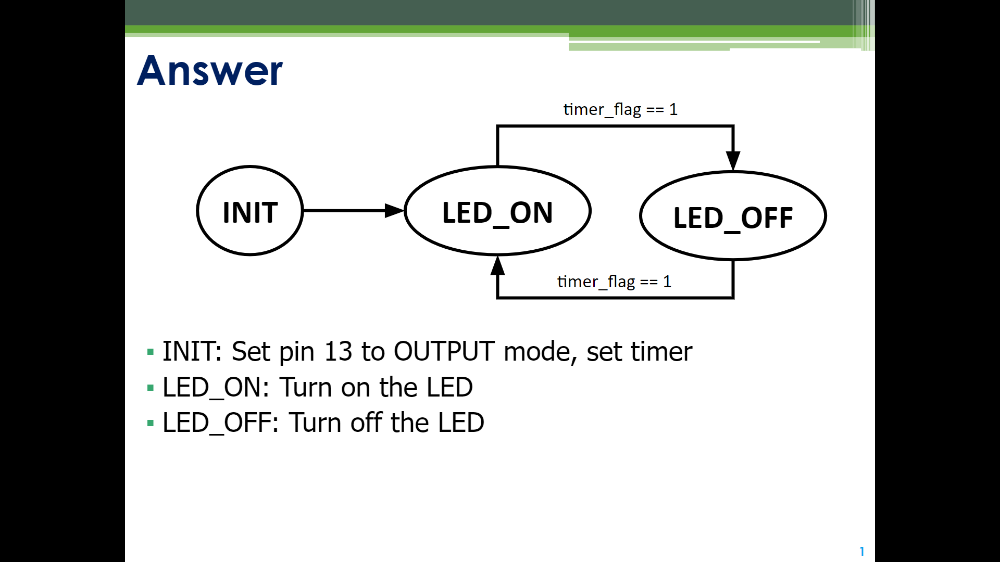 Answer
timer_flag == 1
INIT
LED_ON
LED_OFF
timer_flag == 1
▪ INIT: Set pin 13 to OUTPUT mode, set timer
▪ LED_ON: Turn on the LED
▪ LED_OFF: Turn off the LED
1